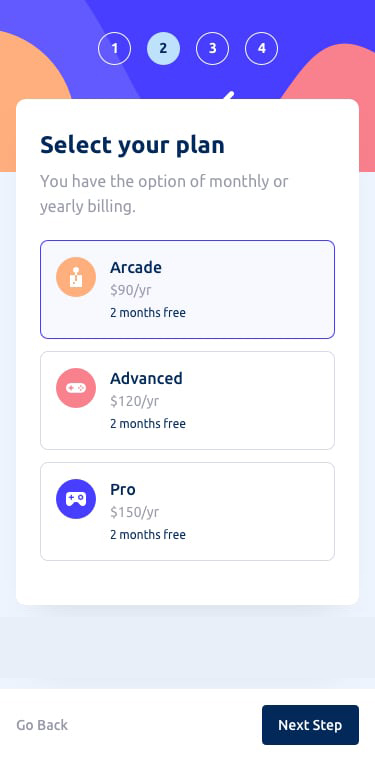 1 2 3 4
Select your plan
You have the option of monthly or
yearly billing.
Arcade
$90/yr
2 months free
Advanced
$120/yr
2 months free
Pro
$150/yr
2 months free
Go Back Next Step